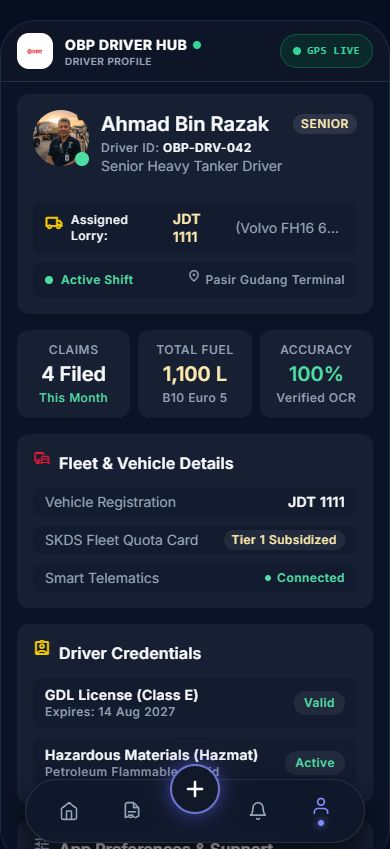 OBP DRIVER HUB
DRIVER PROFILE
GPS LIVE
Ahmad Bin Razak
SENIOR
Driver ID: OBP-DRV-042
Senior Heavy Tanker Driver
Assigned
Lorry:
JDT
1111
(Volvo FH16 6...
Active Shift
Pasir Gudang Terminal
CLAIMS
4 Filed
This Month
TOTAL FUEL
1,100 L
B10 Euro 5
ACCURACY
100%
Verified OCR
Fleet & Vehicle Details
Vehicle Registration
JDT 1111
SKDS Fleet Quota Card
Tier 1 Subsidized
Smart Telematics
Connected
Driver Credentials
GDL License (Class E)
Expires: 14 Aug 2027
Valid
Hazardous Materials (Hazmat)
Petroleum Flammable
Active
App Preferences & Support